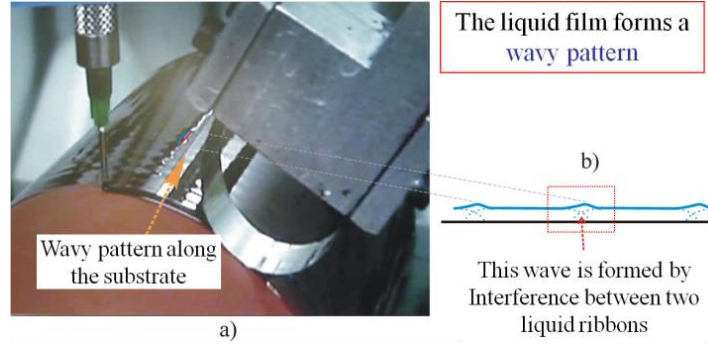 The liquid film forms a
wavy pattern
b)
Wavy pattern along
the substrate
This wave is formed by
Interference between two
liquid ribbons
a)